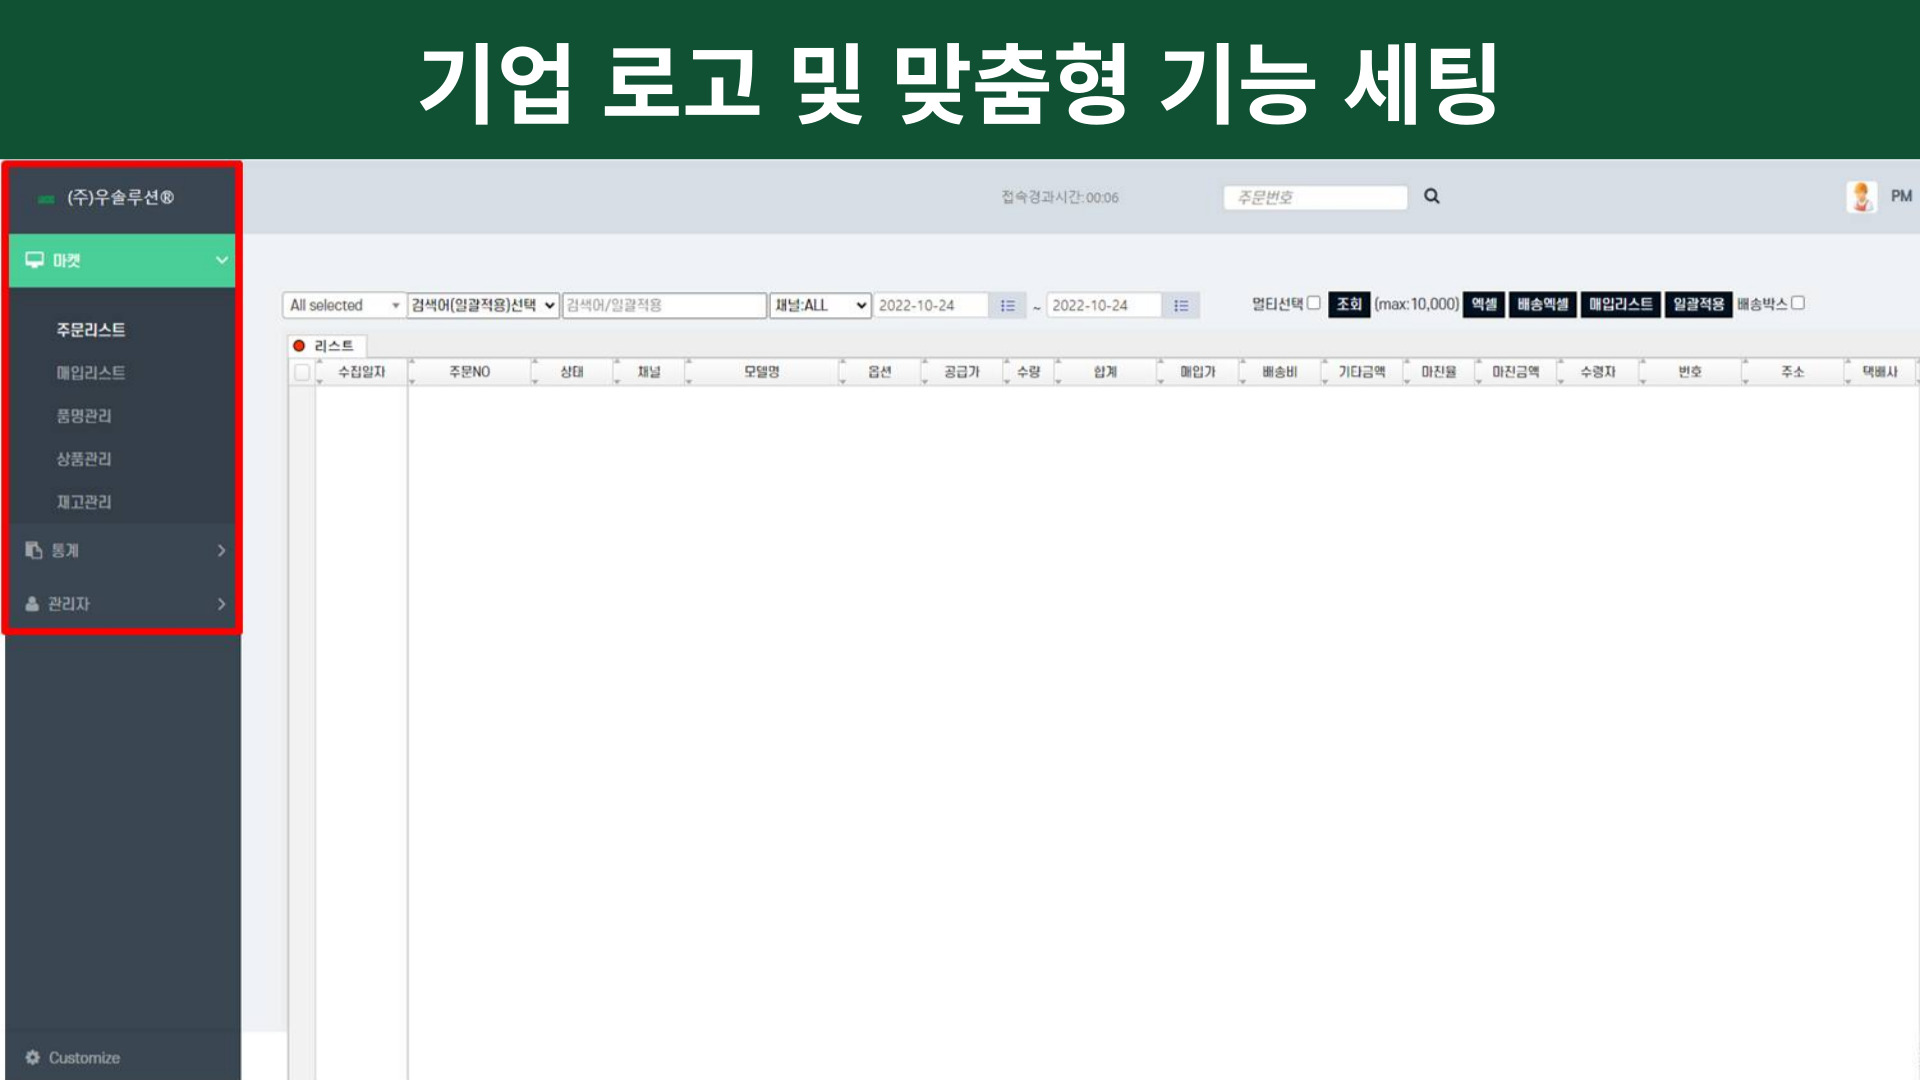 기업 로고 및 맞춤형 기능 세팅
(주)우솔루션®
접속경과시간:00:06
주문번호
PM
마켓
주문리스트
매입리스트
품명관리
상품관리
재고관리
통계
관리자
Customize
All selected 검색어(일괄적용)선택 검색어/일괄적용 채널:ALL 2022-10-24 ~ 2022-10-24 멀티선택 조회 (max:10,000) 엑셀 배송엑셀 매입리스트 일괄적용 배송박스
리스트
수집일자 주문NO 상태 채널 모델명 옵션 공급가 수량 합계 매입가 배송비 기타금액 마진율 마진금액 수령자 번호 주소 택배사